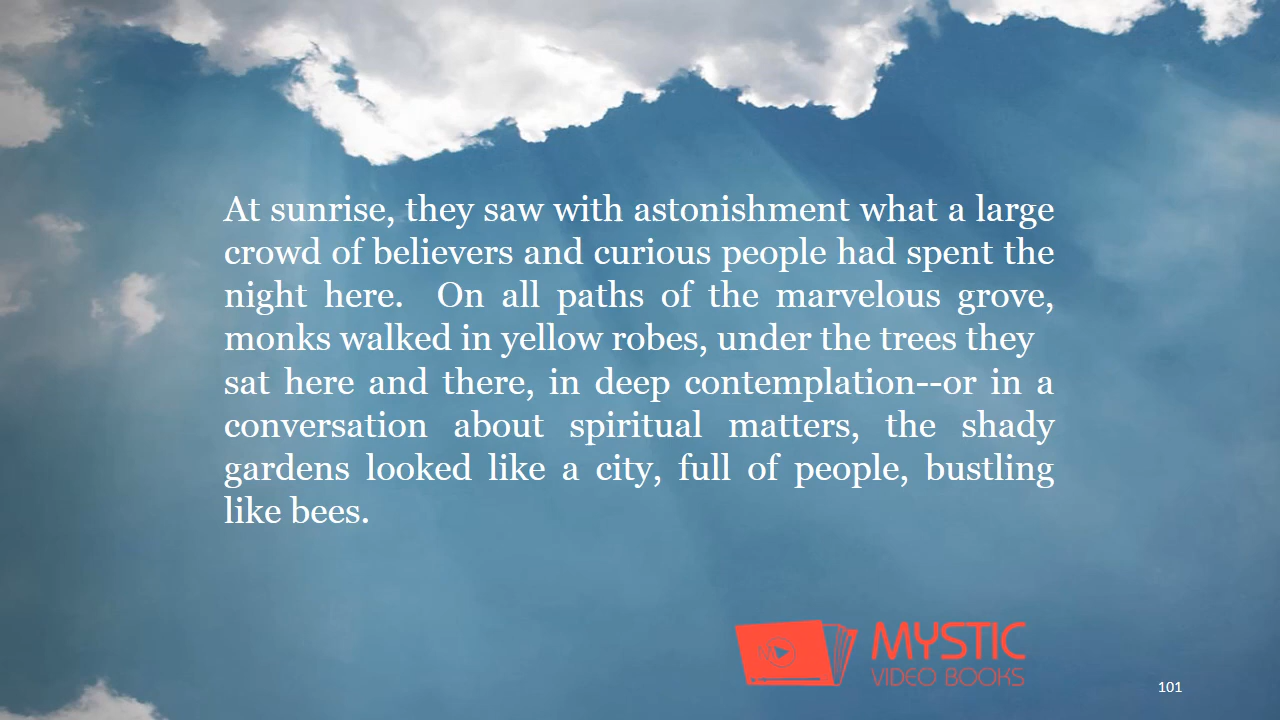 At sunrise, they saw with astonishment what a large
crowd of believers and curious people had spent the
night here.  On all paths of the marvelous grove,
monks walked in yellow robes, under the trees they
sat here and there, in deep contemplation--or in a
conversation about spiritual matters, the shady
gardens looked like a city, full of people, bustling
like bees.
MYSTIC
VIDEO BOOKS
101